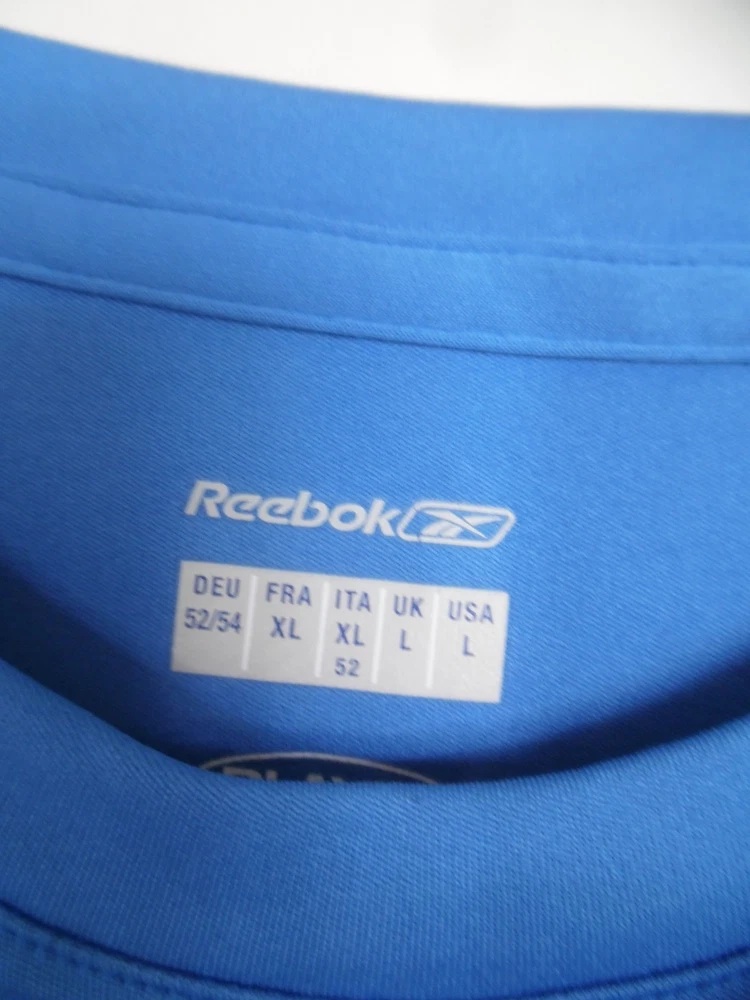 Reebok
DEU FRA ITA UK USA
52/54 XL XL L L
52